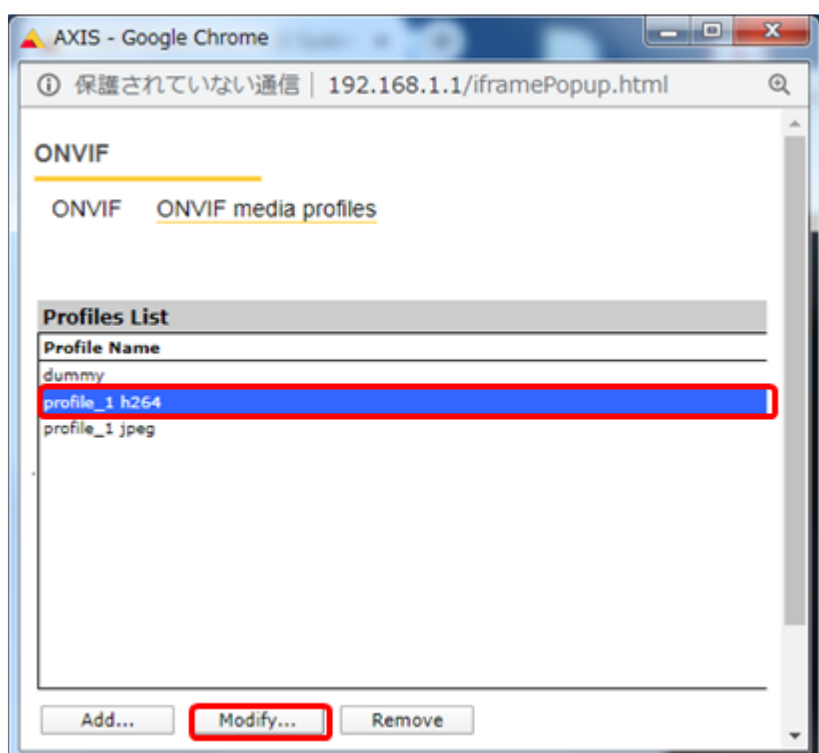 AXIS - Google Chrome
保護されていない通信 | 192.168.1.1/iframePopup.html
ONVIF
ONVIF ONVIF media profiles
Profiles List
Profile Name
dummy
profile_1 h264
profile_1 jpeg
Add... Modify... Remove